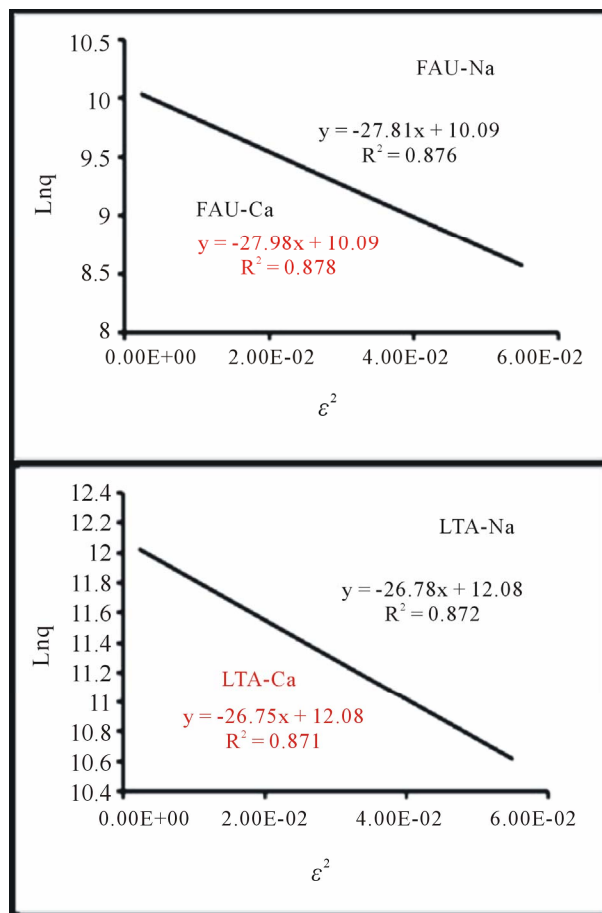 10.5
FAU-Na
10
y = -27.81x + 10.09
R² = 0.876
9.5
Lnq
FAU-Ca
9
y = -27.98x + 10.09
R² = 0.878
8.5
8
0.00E+00 2.00E-02 4.00E-02 6.00E-02
ε²
12.4
12.2
LTA-Na
12
11.8
y = -26.78x + 12.08
R² = 0.872
11.6
Lnq
11.4
11.2
LTA-Ca
11
y = -26.75x + 12.08
10.8
R² = 0.871
10.6
10.4
0.00E+00 2.00E-02 4.00E-02 6.00E-02
ε²